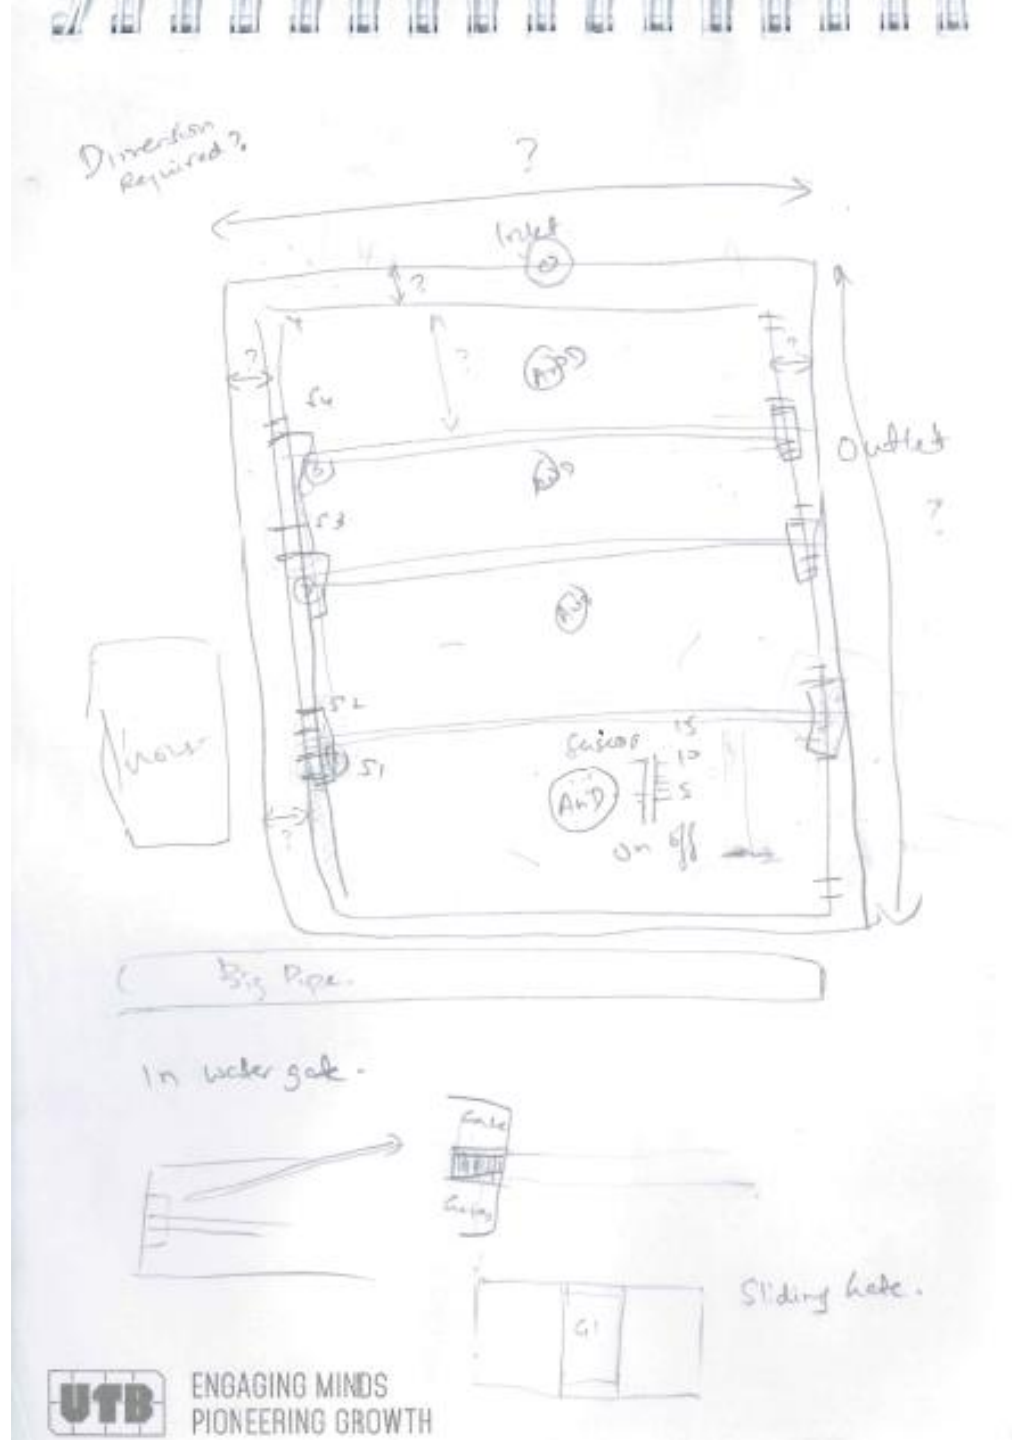 Dimension
Required?
?
Inlet
?
?
?
?
S4
Outlet
?
S3
S2
S1
Sensor
15
10
5
On off
?
Big Pipe.
In water gate.
Gate
Sliding Gate.
G1
UTB
ENGAGING MINDS
PIONEERING GROWTH